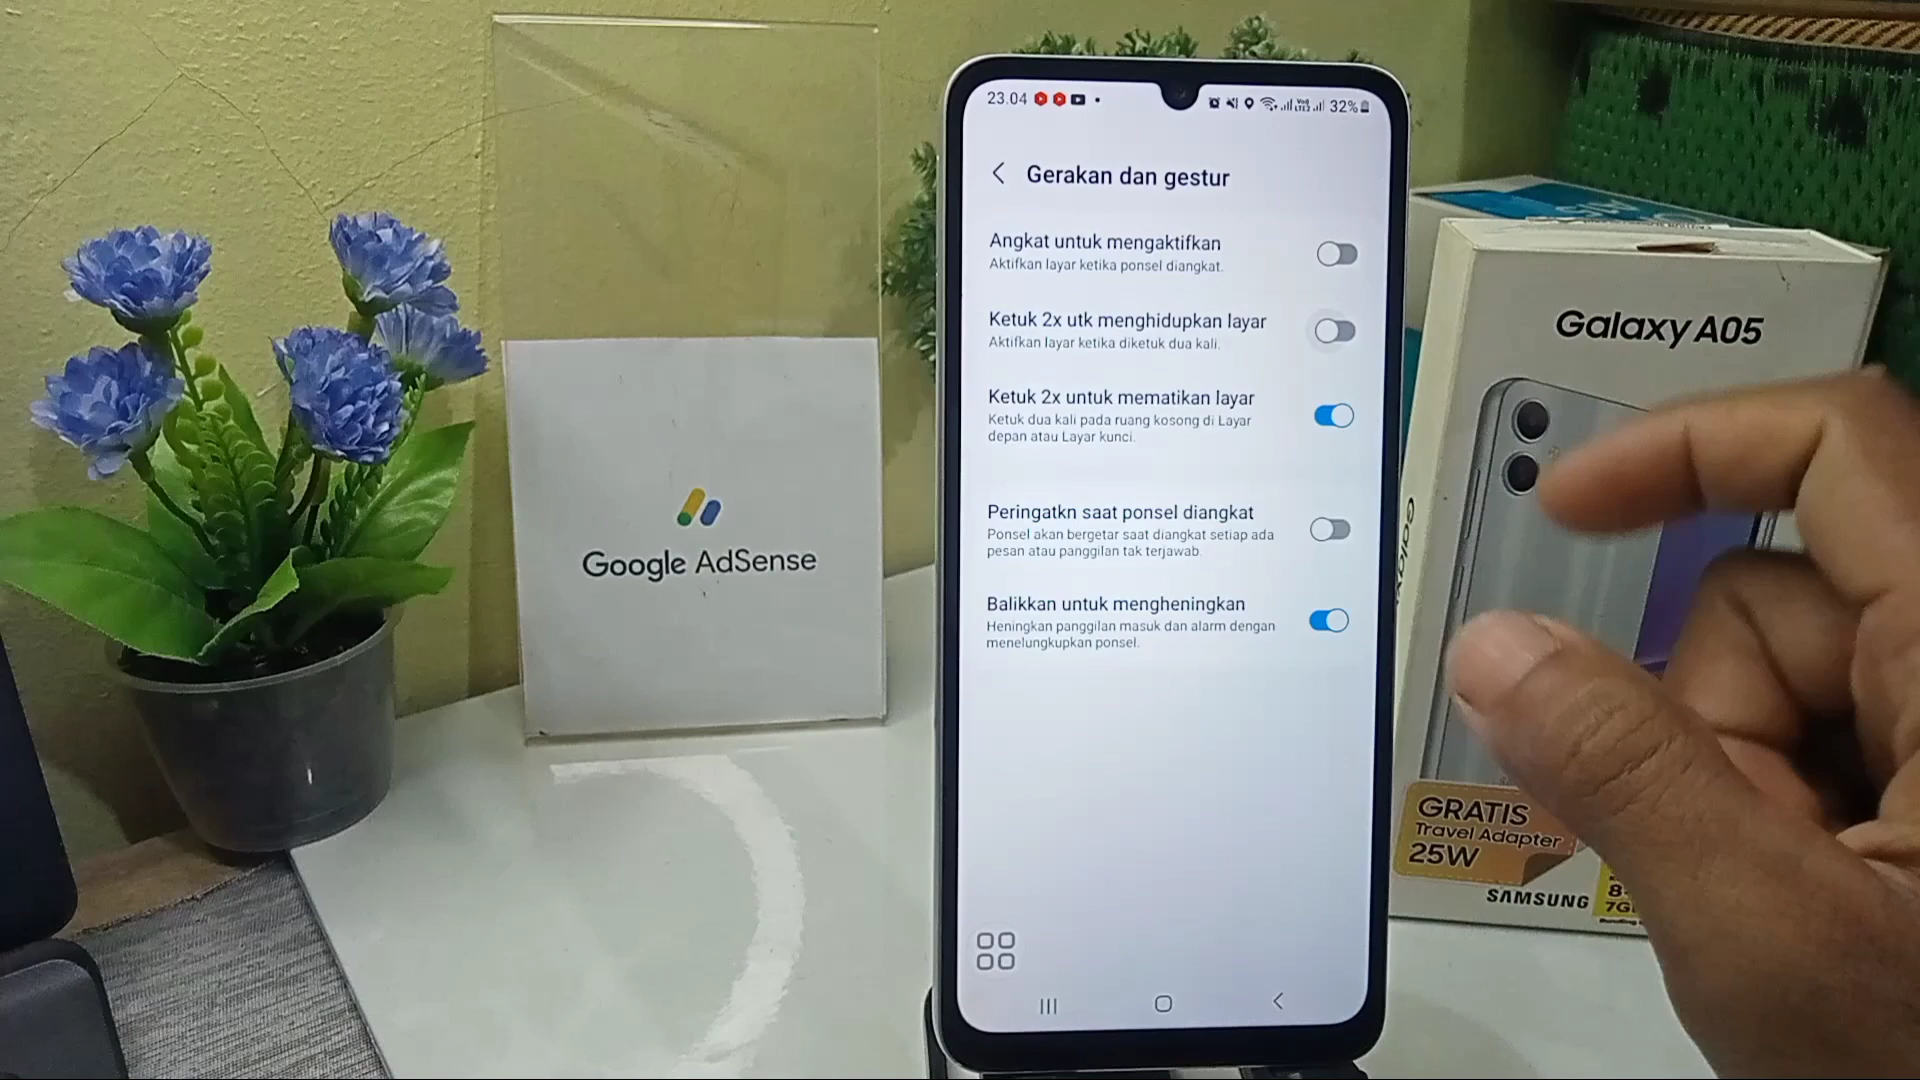 Google AdSense
23.04
32%
Gerakan dan gestur
Angkat untuk mengaktifkan
Aktifkan layar ketika ponsel diangkat.
Ketuk 2x utk menghidupkan layar
Aktifkan layar ketika diketuk dua kali.
Ketuk 2x untuk mematikan layar
Ketuk dua kali pada ruang kosong di Layar
depan atau Layar kunci.
Peringatkn saat ponsel diangkat
Ponsel akan bergetar saat diangkat setiap ada
pesan atau panggilan tak terjawab.
Balikkan untuk mengheningkan
Heningkan panggilan masuk dan alarm dengan
menelungkupkan ponsel.
Galaxy A05
GRATIS
Travel Adapter
25W
SAMSUNG